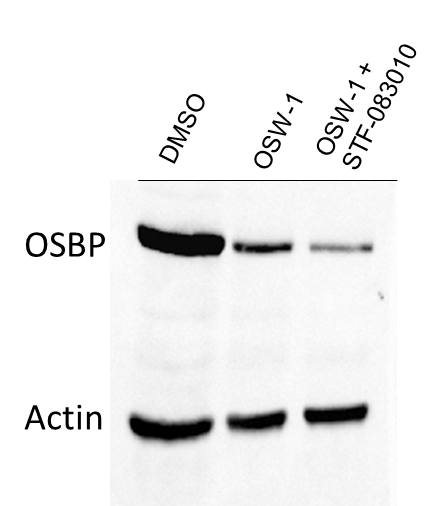 DMSO
OSW-1
OSW-1 +
STF-083010
OSBP
Actin